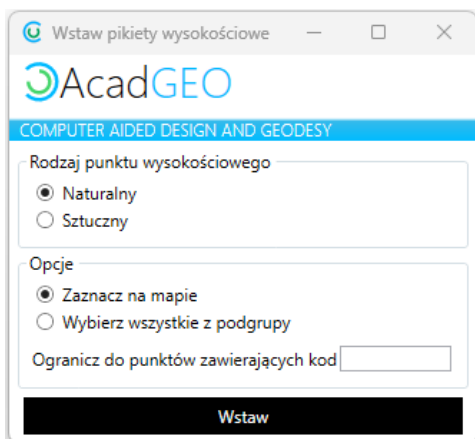 Wstaw pikiety wysokościowe
AcadGEO
COMPUTER AIDED DESIGN AND GEODESY
Rodzaj punktu wysokościowego
Naturalny
Sztuczny
Opcje
Zaznacz na mapie
Wybierz wszystkie z podgrupy
Ogranicz do punktów zawierających kod
Wstaw